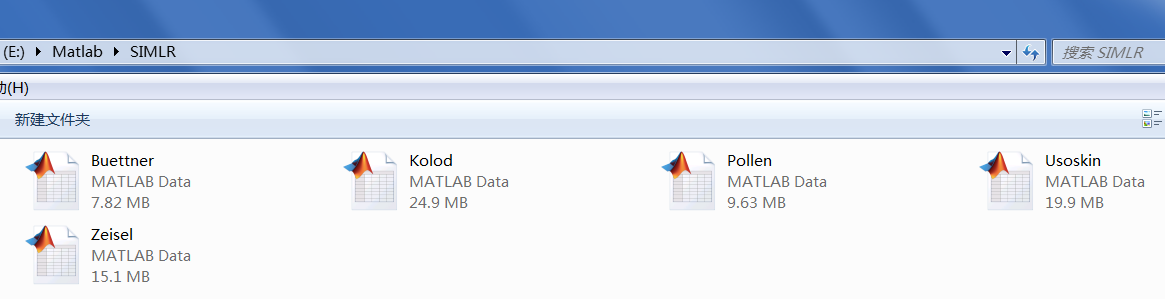 (E:) Matlab SIMLR
搜索 SIMLR
(H)
新建文件夹
Buettner
MATLAB Data
7.82 MB
Kolod
MATLAB Data
24.9 MB
Pollen
MATLAB Data
9.63 MB
Usoskin
MATLAB Data
19.9 MB
Zeisel
MATLAB Data
15.1 MB